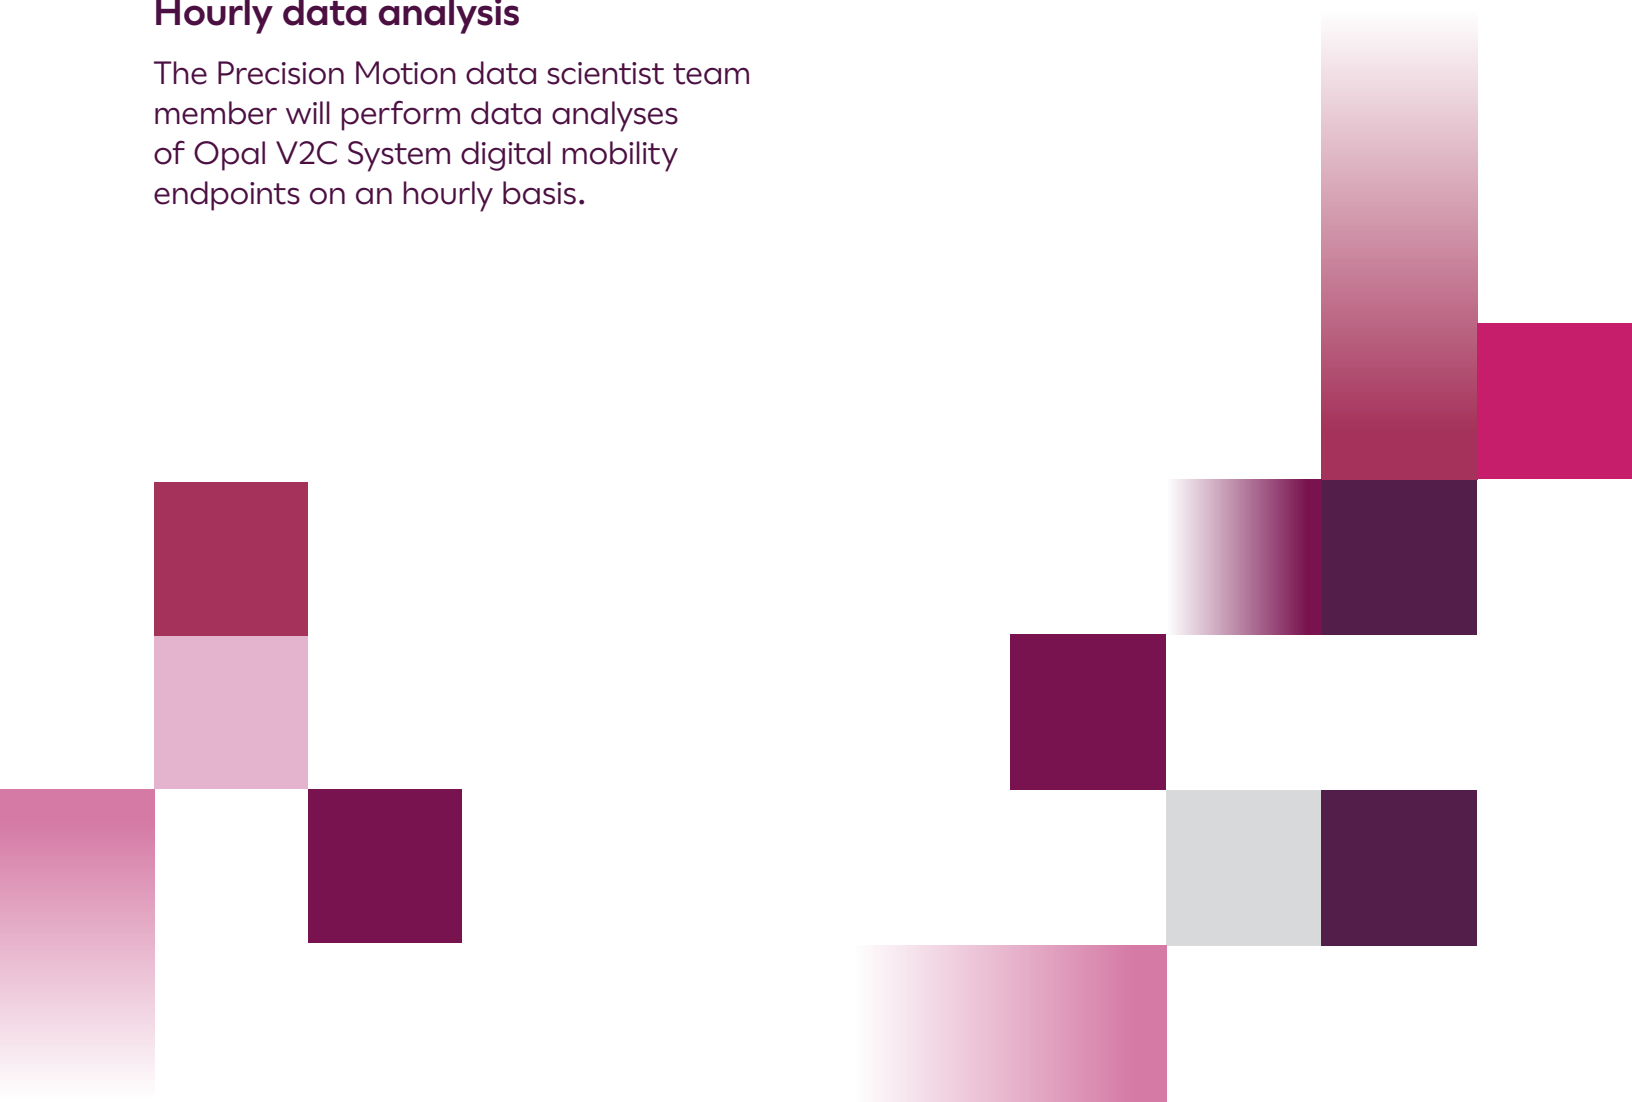 Hourly data analysis
The Precision Motion data scientist team
member will perform data analyses
of Opal V2C System digital mobility
endpoints on an hourly basis.